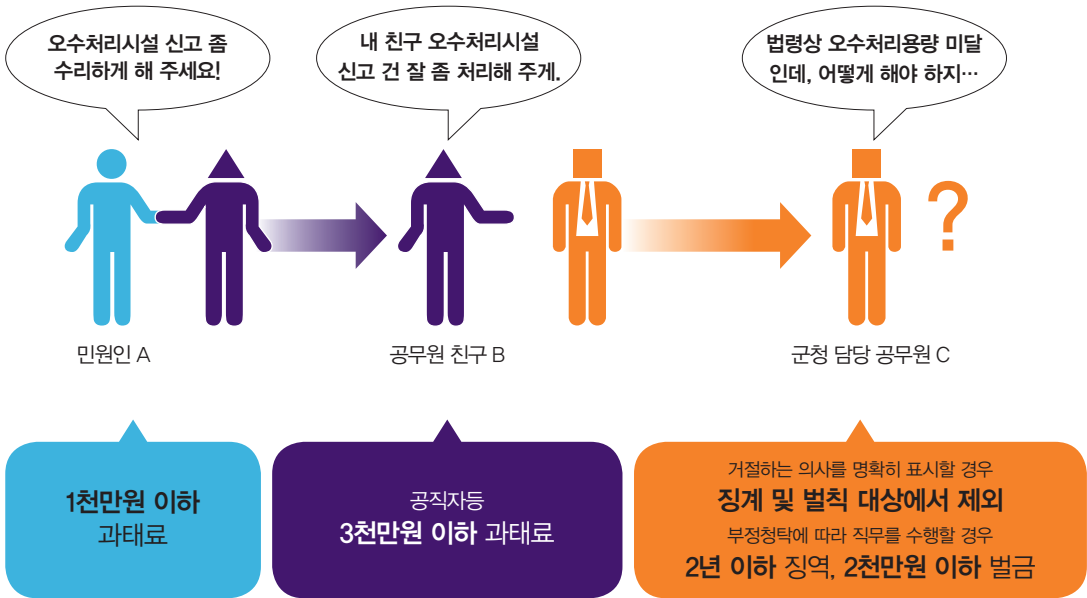 오수처리시설 신고 좀
수리하게 해 주세요!
내 친구 오수처리시설
신고 건 잘 좀 처리해 주게.
법령상 오수처리용량 미달
인데, 어떻게 해야 하지…
?
민원인 A
공무원 친구 B
군청 담당 공무원 C
1천만원 이하
과태료
공직자등
3천만원 이하 과태료
거절하는 의사를 명확히 표시할 경우
징계 및 벌칙 대상에서 제외
부정청탁에 따라 직무를 수행할 경우
2년 이하 징역, 2천만원 이하 벌금